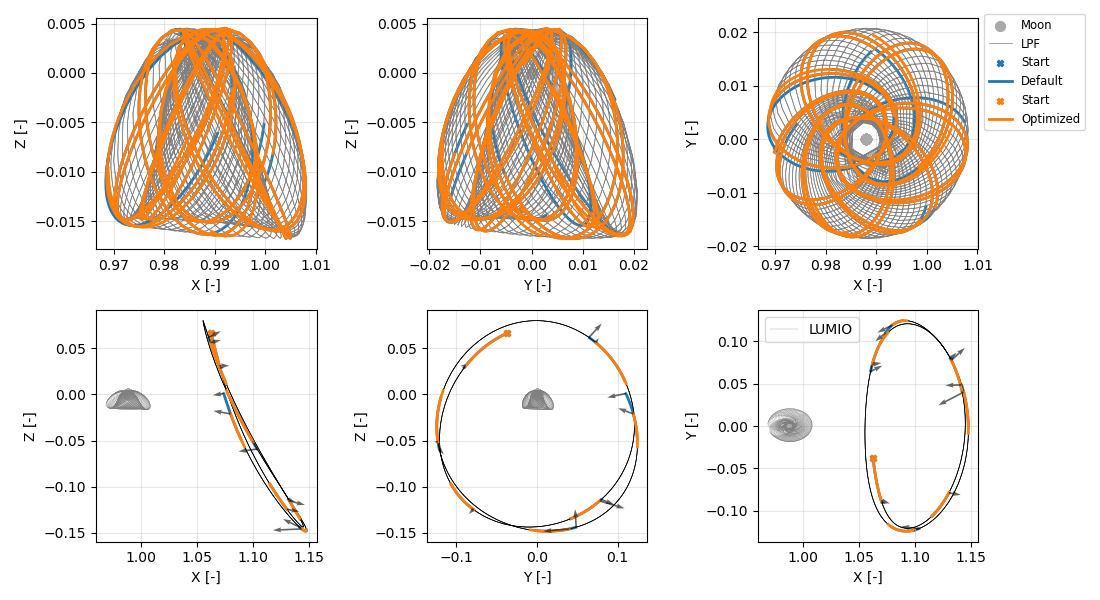 0.005
0.000
−0.005
−0.010
−0.015
Z [-]
0.97 0.98 0.99 1.00 1.01
X [-]
0.005
0.000
−0.005
−0.010
−0.015
Z [-]
−0.02 −0.01 0.00 0.01 0.02
Y [-]
0.02
0.01
0.00
−0.01
−0.02
Y [-]
0.97 0.98 0.99 1.00 1.01
X [-]
Moon
LPF
Start
Default
Start
Optimized
0.05
0.00
−0.05
−0.10
−0.15
Z [-]
1.00 1.05 1.10 1.15
X [-]
0.05
0.00
−0.05
−0.10
−0.15
Z [-]
−0.1 0.0 0.1
Y [-]
LUMIO
0.10
0.05
0.00
−0.05
−0.10
Y [-]
1.00 1.05 1.10 1.15
X [-]